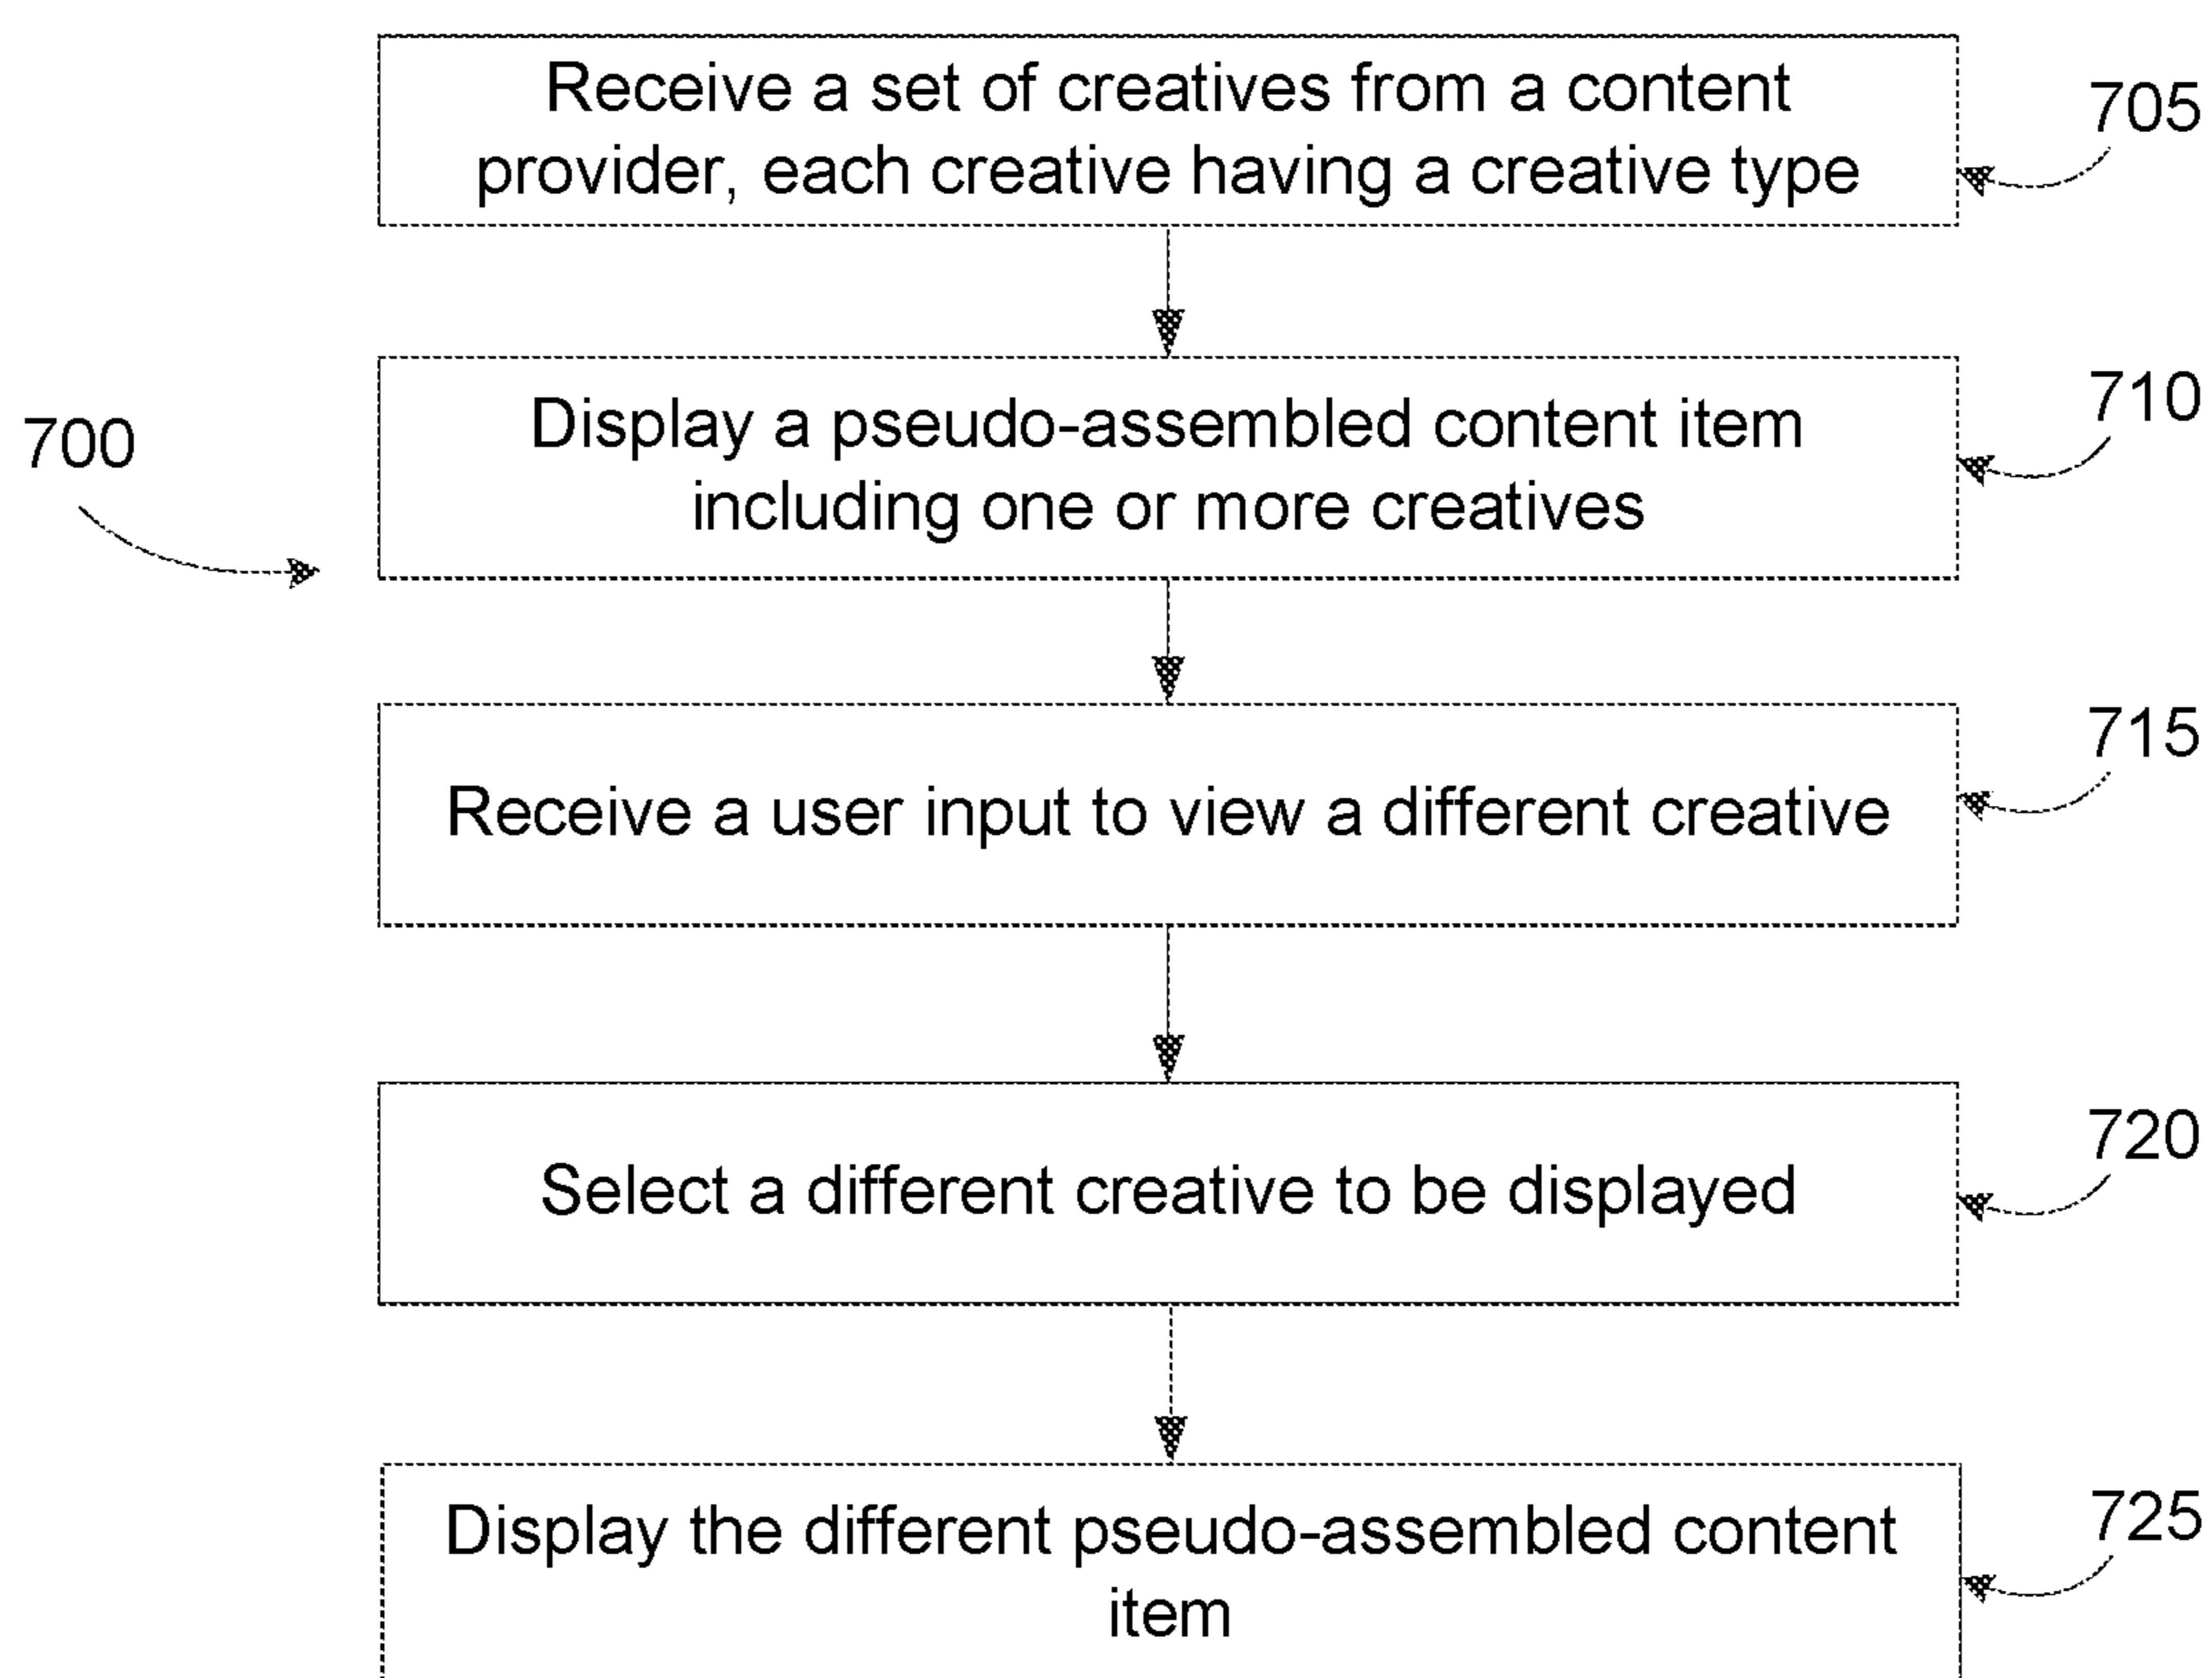 Receive a set of creatives from a content
provider, each creative having a creative type
705
Display a pseudo-assembled content item
including one or more creatives
710
700
Receive a user input to view a different creative
715
Select a different creative to be displayed
720
Display the different pseudo-assembled content
item
725